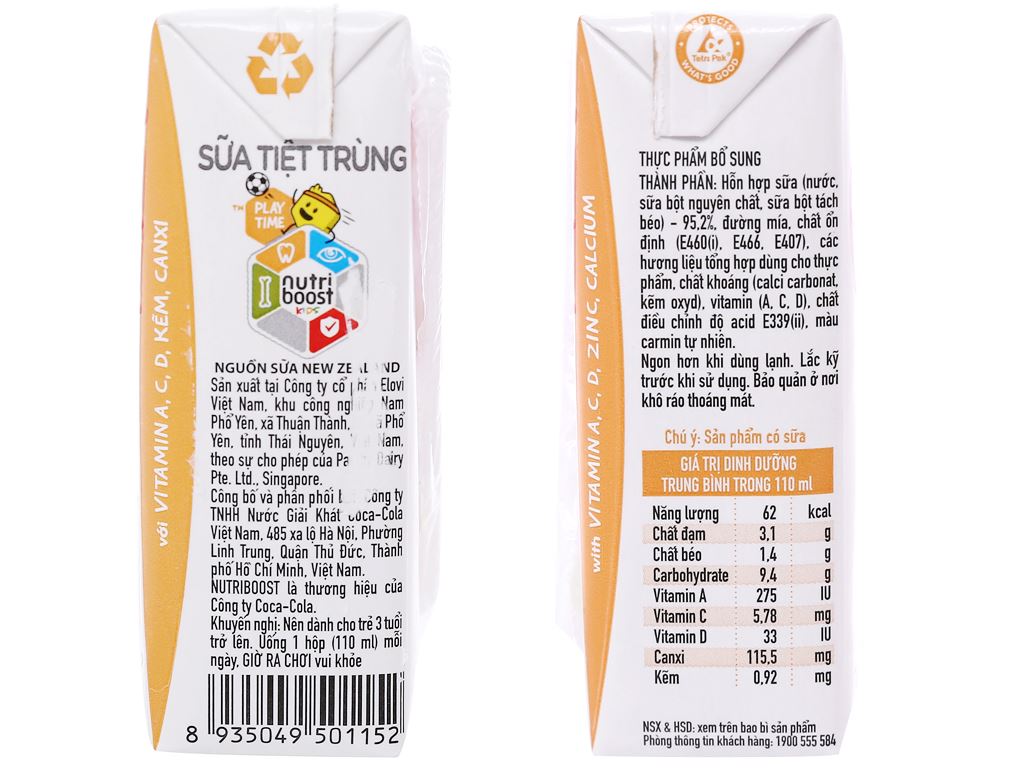 SỮA TIỆT TRÙNG
TM PLAY
TIME
nutri
boost
KIDS
NGUỒN SỮA NEW ZEALAND
Sản xuất tại Công ty cổ phần Elovi
Việt Nam, khu công nghiệp Nam
Phổ Yên, xã Thuận Thành, Phổ
Yên, tỉnh Thái Nguyên, Việt Nam,
theo sự cho phép của Dairy
Pte. Ltd., Singapore.
Công bố và phân phối bởi: Công ty
TNHH Nước Giải Khát Coca-Cola
Việt Nam, 485 xa lộ Hà Nội, Phường
Linh Trung, Quận Thủ Đức, Thành
phố Hồ Chí Minh, Việt Nam.
NUTRIBOOST là thương hiệu của
Công ty Coca-Cola.
Khuyến nghị: Nên dành cho trẻ 3 tuổi
trở lên. Uống 1 hộp (110 ml) mỗi
ngày, GIỜ RA CHƠI vui khỏe
8 935049 501152
với VITAMIN A, C, D, KẼM, CANXI
PROTECTS
Tetra Pak®
WHAT'S GOOD
THỰC PHẨM BỔ SUNG
THÀNH PHẦN: Hỗn hợp sữa (nước,
sữa bột nguyên chất, sữa bột tách
béo) - 95,2%, đường mía, chất ổn
định (E460(i), E466, E407), các
hương liệu tổng hợp dùng cho thực
phẩm, chất khoáng (calci carbonat,
kẽm oxyd), vitamin (A, C, D), chất
điều chỉnh độ acid E339(ii), màu
carmin tự nhiên.
Ngon hơn khi dùng lạnh. Lắc kỹ
trước khi sử dụng. Bảo quản ở nơi
khô ráo thoáng mát.
Chú ý: Sản phẩm có sữa
GIÁ TRỊ DINH DƯỠNG
TRUNG BÌNH TRONG 110 ml
Năng lượng 62 kcal
Chất đạm 3,1 g
Chất béo 1,4 g
Carbohydrate 9,4 g
Vitamin A 275 IU
Vitamin C 5,78 mg
Vitamin D 33 IU
Canxi 115,5 mg
Kẽm 0,92 mg
NSX & HSD: xem trên bao bì sản phẩm
Phòng thông tin khách hàng: 1900 555 584
with VITAMIN A, C, D, ZINC, CALCIUM